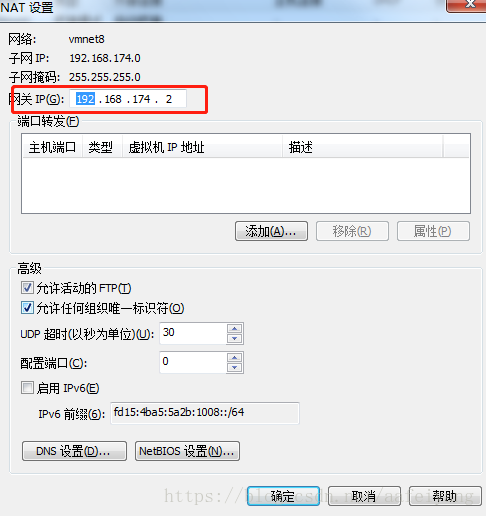 NAT 设置
网络: vmnet8
子网 IP: 192.168.174.0
子网掩码: 255.255.255.0
网关 IP(G): 192 . 168 . 174 . 2
端口转发(F)
主机端口 类型 虚拟机 IP 地址 描述
添加(A)... 移除(R) 属性(P)
高级
允许活动的 FTP(T)
允许任何组织唯一标识符(O)
UDP 超时(以秒为单位)(U): 30
配置端口(C): 0
启用 IPv6(E)
IPv6 前缀(6): fd15:4ba5:5a2b:1008::/64
DNS 设置(D)... NetBIOS 设置(N)...
确定 取消 帮助